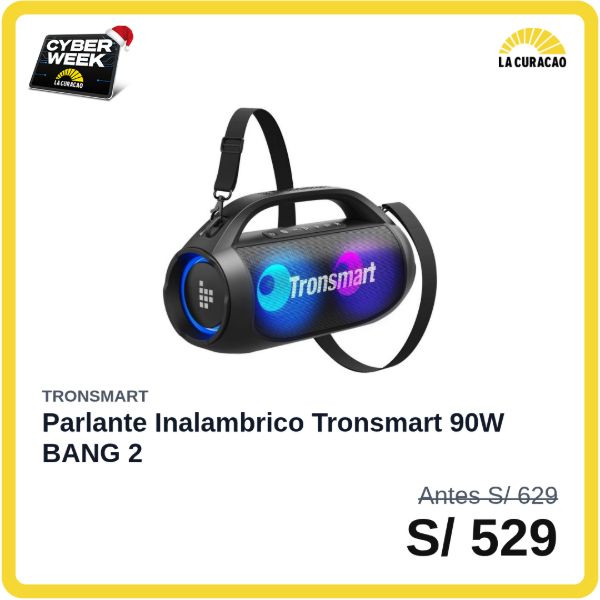 CYBER
WEEK
LA CURACAO
LA CURACAO
Tronsmart
TRONSMART
Parlante Inalambrico Tronsmart 90W
BANG 2
Antes S/ 629
S/ 529